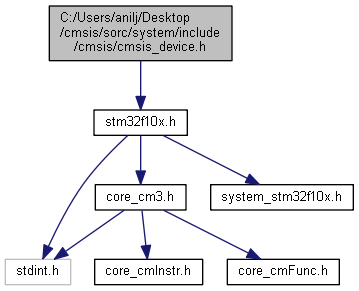 C:/Users/anilj/Desktop
/cmsis/sorc/system/include
/cmsis/cmsis_device.h
stm32f10x.h
core_cm3.h
system_stm32f10x.h
stdint.h
core_cmInstr.h
core_cmFunc.h